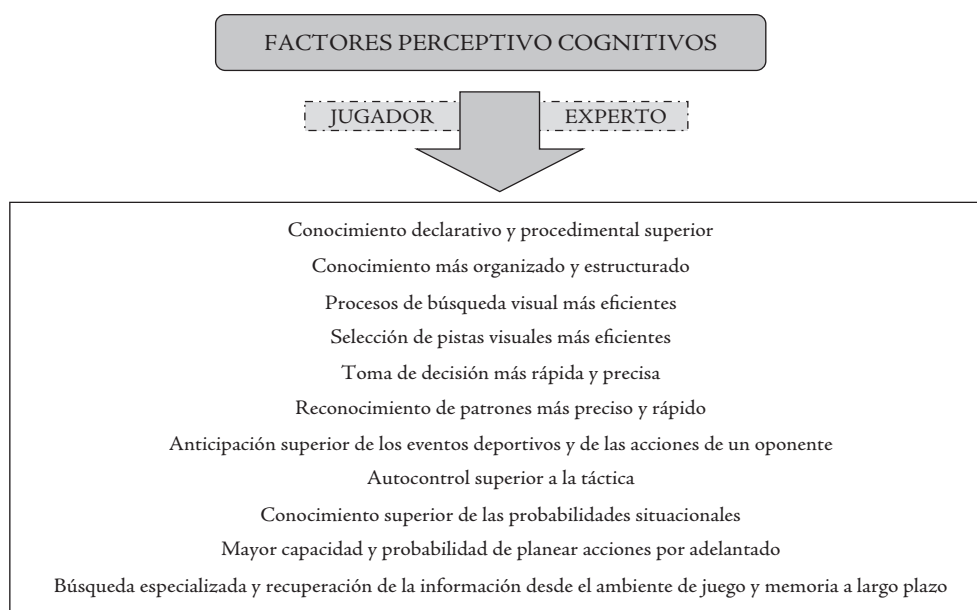 FACTORES PERCEPTIVO COGNITIVOS
JUGADOR EXPERTO
Conocimiento declarativo y procedimental superior
Conocimiento más organizado y estructurado
Procesos de búsqueda visual más eficientes
Selección de pistas visuales más eficientes
Toma de decisión más rápida y precisa
Reconocimiento de patrones más preciso y rápido
Anticipación superior de los eventos deportivos y de las acciones de un oponente
Autocontrol superior a la táctica
Conocimiento superior de las probabilidades situacionales
Mayor capacidad y probabilidad de planear acciones por adelantado
Búsqueda especializada y recuperación de la información desde el ambiente de juego y memoria a largo plazo